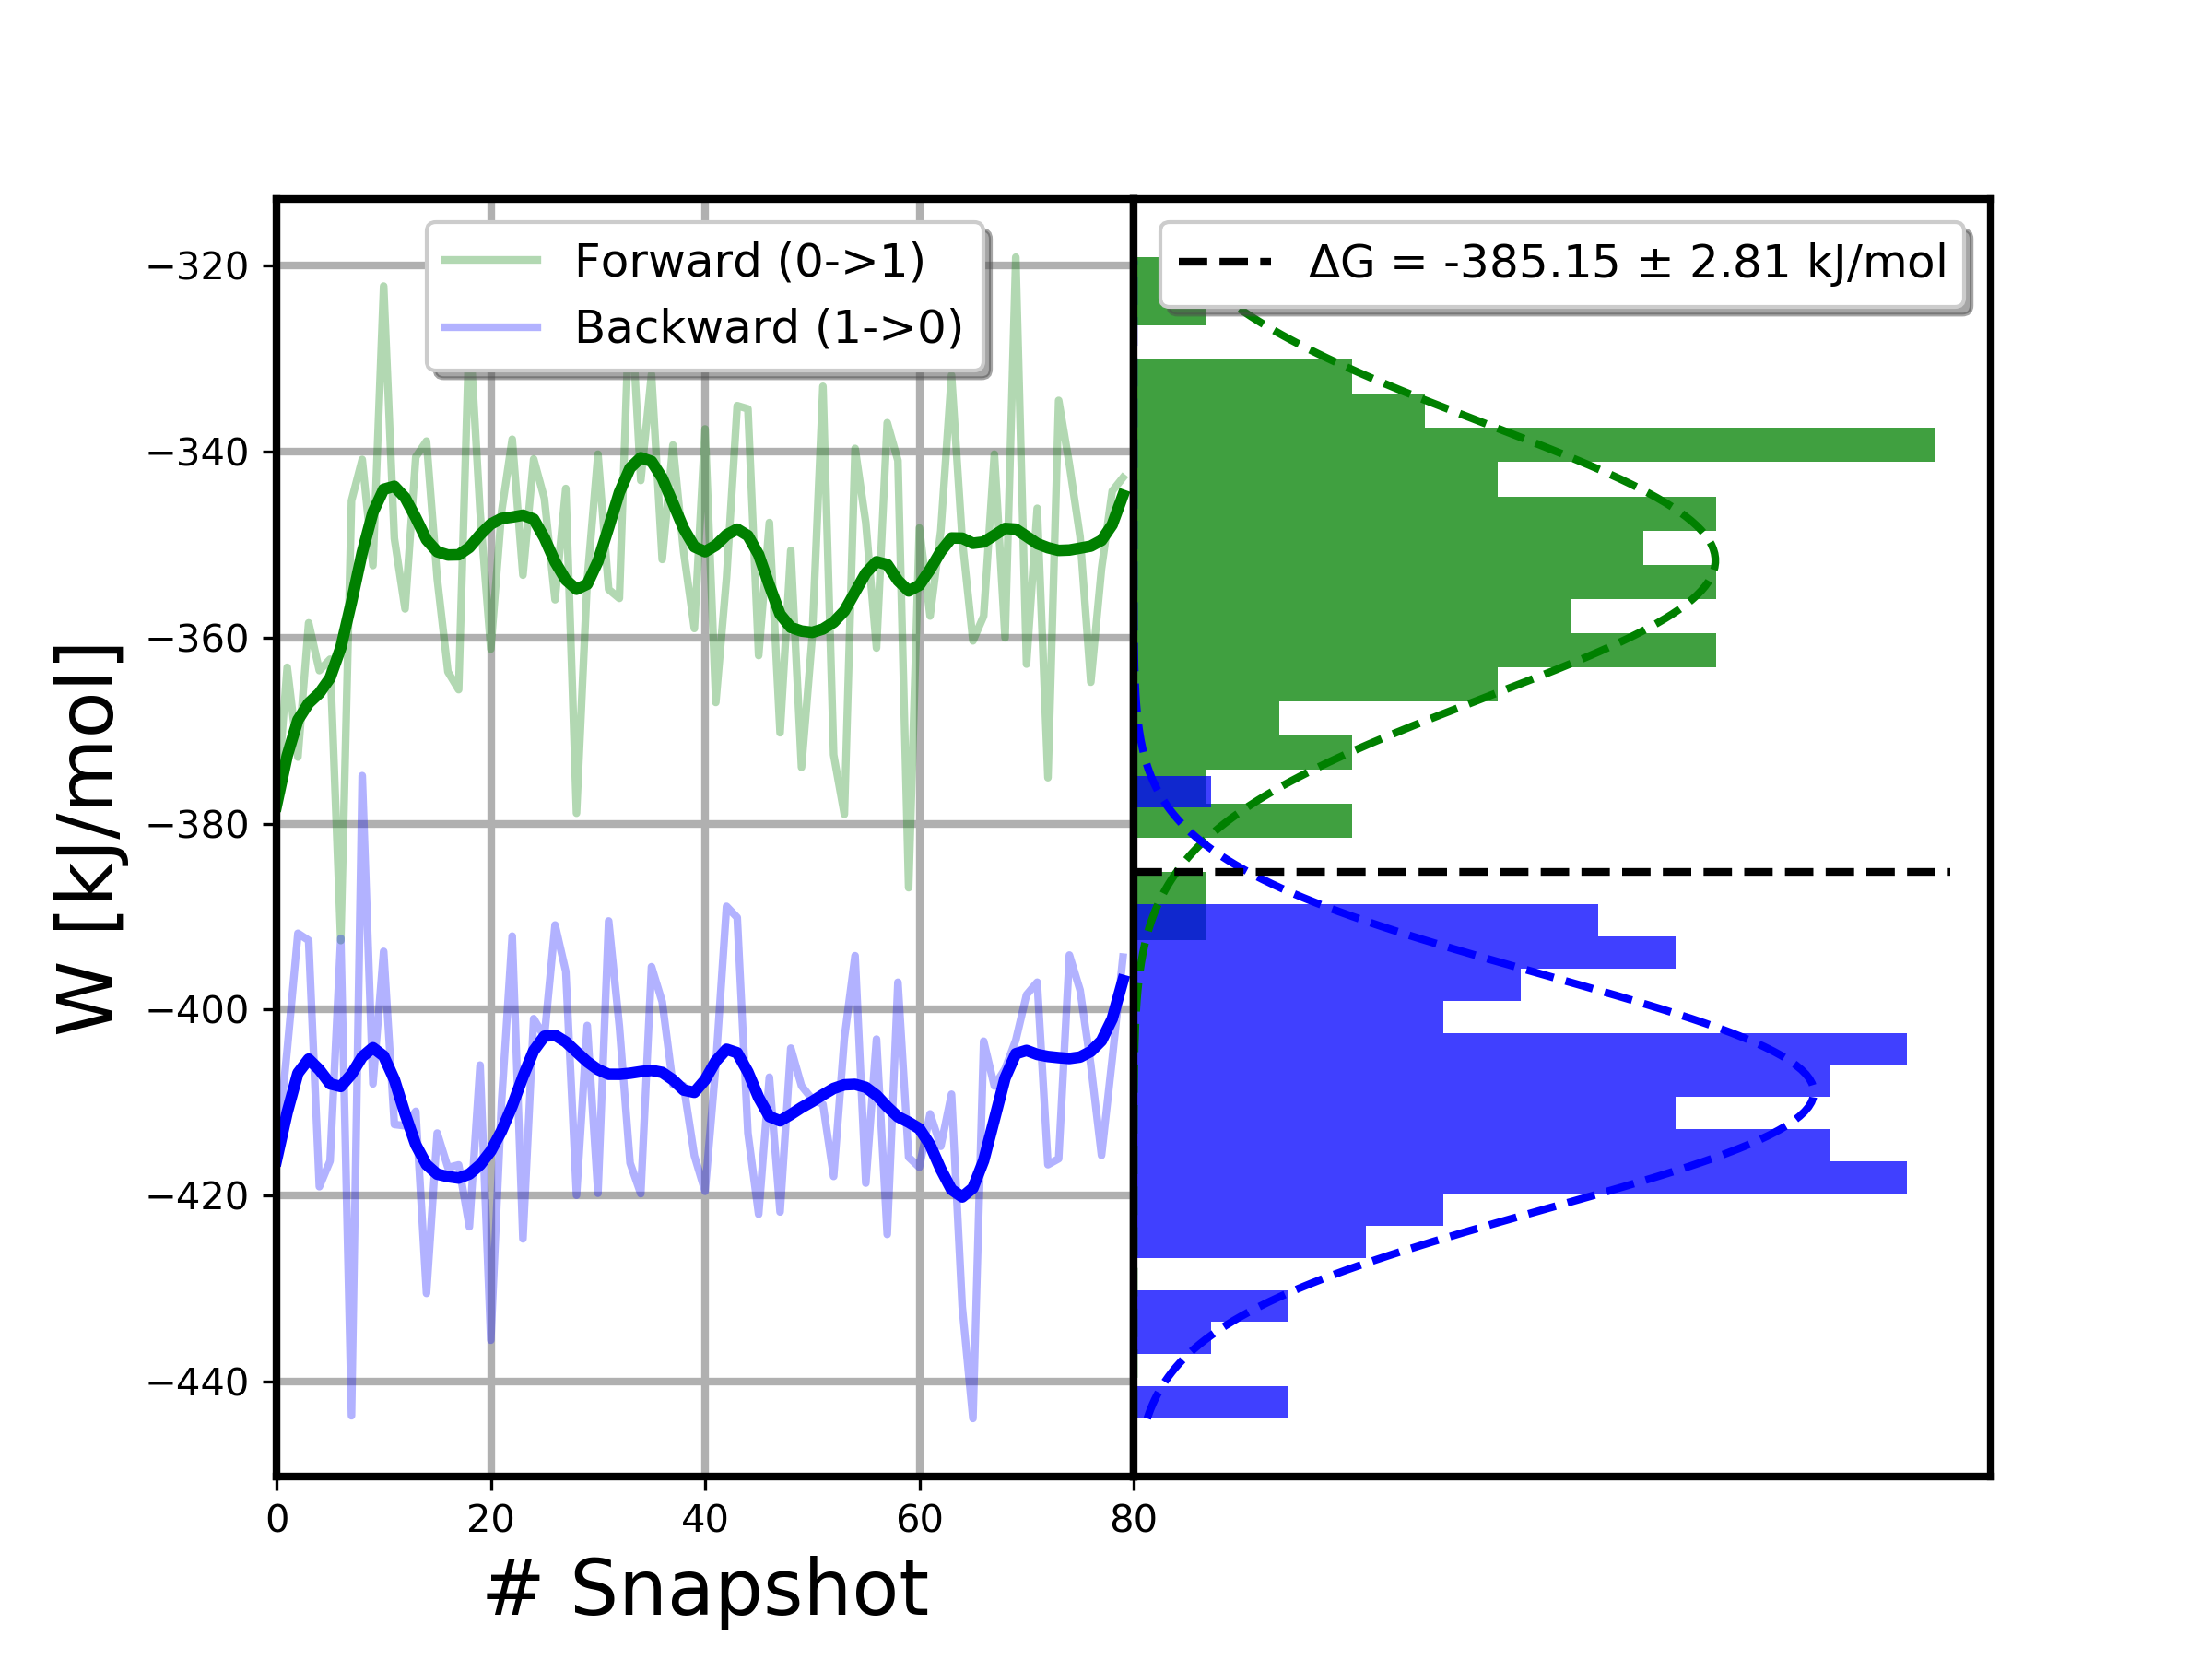 Forward (0->1)
Backward (1->0)
ΔG = -385.15 ± 2.81 kJ/mol
W [kJ/mol]
−320
−340
−360
−380
−400
−420
−440
0 20 40 60 80
# Snapshot